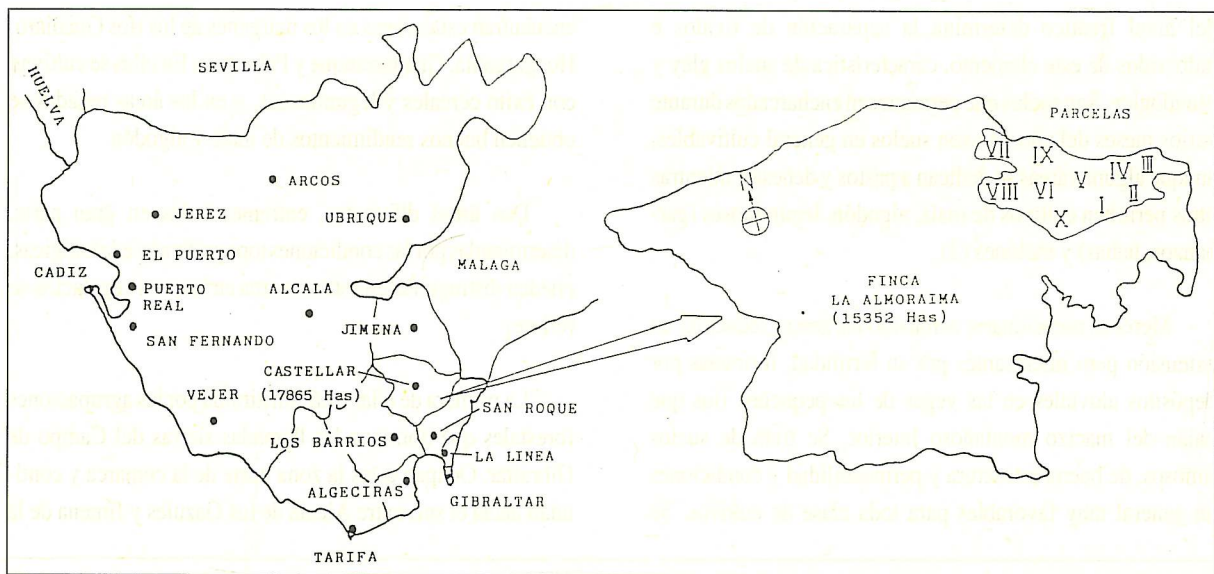 SEVILLA
HUELVA
ARCOS
JEREZ
UBRIQUE
EL PUERTO
CADIZ
PUERTO
REAL
ALCALA
MALAGA
SAN FERNANDO
JIMENA
CASTELLAR
(17865 Has)
VEJER
SAN ROQUE
LOS BARRIOS
LA LINEA
ALGECIRAS
GIBRALTAR
TARIFA
PARCELAS
VII IX IV III
V
VIII VI I II
X
N
FINCA
LA ALMORAIMA
(15352 Has)